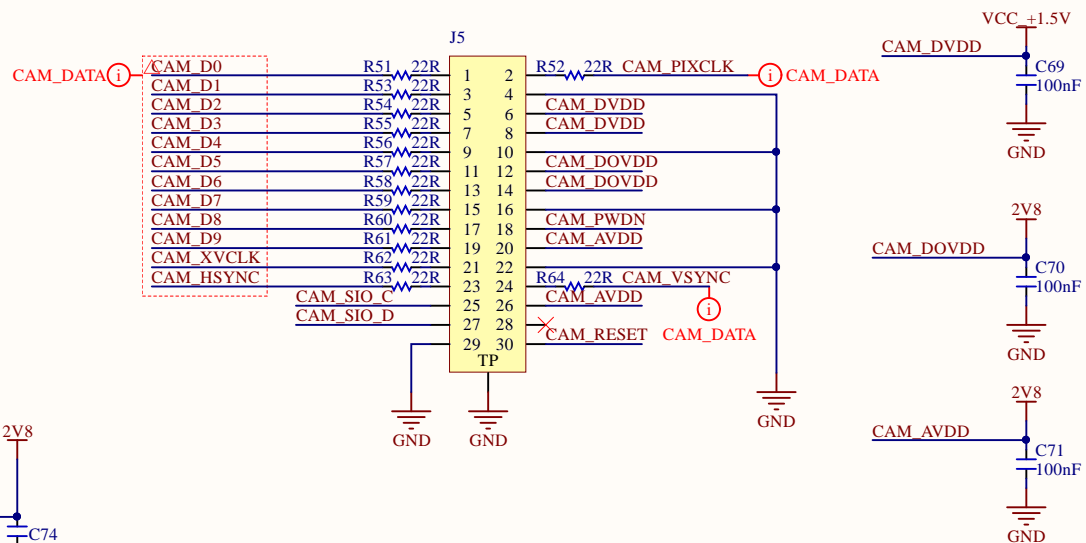 VCC_+1.5V
J5
CAM_DVDD
CAM_DATA i CAM_D0 R51 22R 1 2 R52 22R CAM_PIXCLK i CAM_DATA
C69
100nF
CAM_D1 R53 22R 3 4
CAM_D2 R54 22R 5 6 CAM_DVDD
CAM_D3 R55 22R 7 8 CAM_DVDD
CAM_D4 R56 22R 9 10
GND
CAM_D5 R57 22R 11 12 CAM_DOVDD
CAM_D6 R58 22R 13 14 CAM_DOVDD
CAM_D7 R59 22R 15 16
2V8
CAM_D8 R60 22R 17 18 CAM_PWDN
CAM_D9 R61 22R 19 20 CAM_AVDD
CAM_DOVDD
CAM_XVCLK R62 22R 21 22
C70
100nF
CAM_HSYNC R63 22R 23 24 R64 22R CAM_VSYNC
CAM_SIO_C 25 26 CAM_AVDD
i
CAM_SIO_D 27 28
CAM_DATA
29 30 CAM_RESET
TP
GND
2V8
GND
GND
GND
2V8
CAM_AVDD
C71
100nF
C74
GND